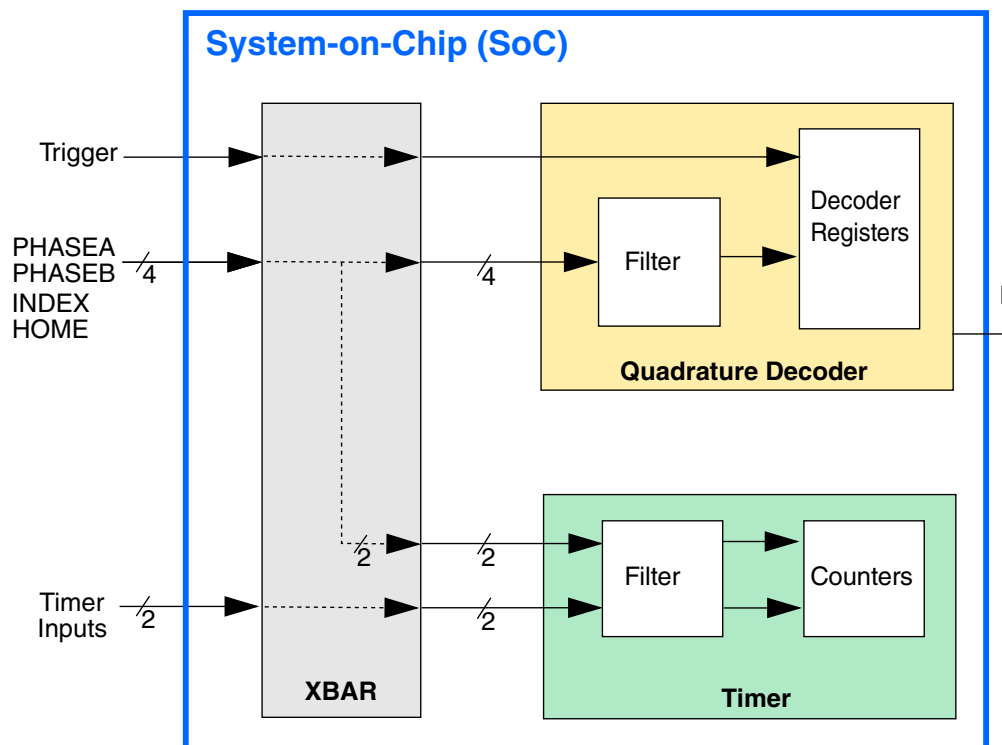 System-on-Chip (SoC)
Trigger
Decoder
Registers
PHASEA
PHASEB
INDEX
HOME
4
4
Filter
Quadrature Decoder
2
2
Timer
Inputs
2
2
Filter
Counters
XBAR
Timer